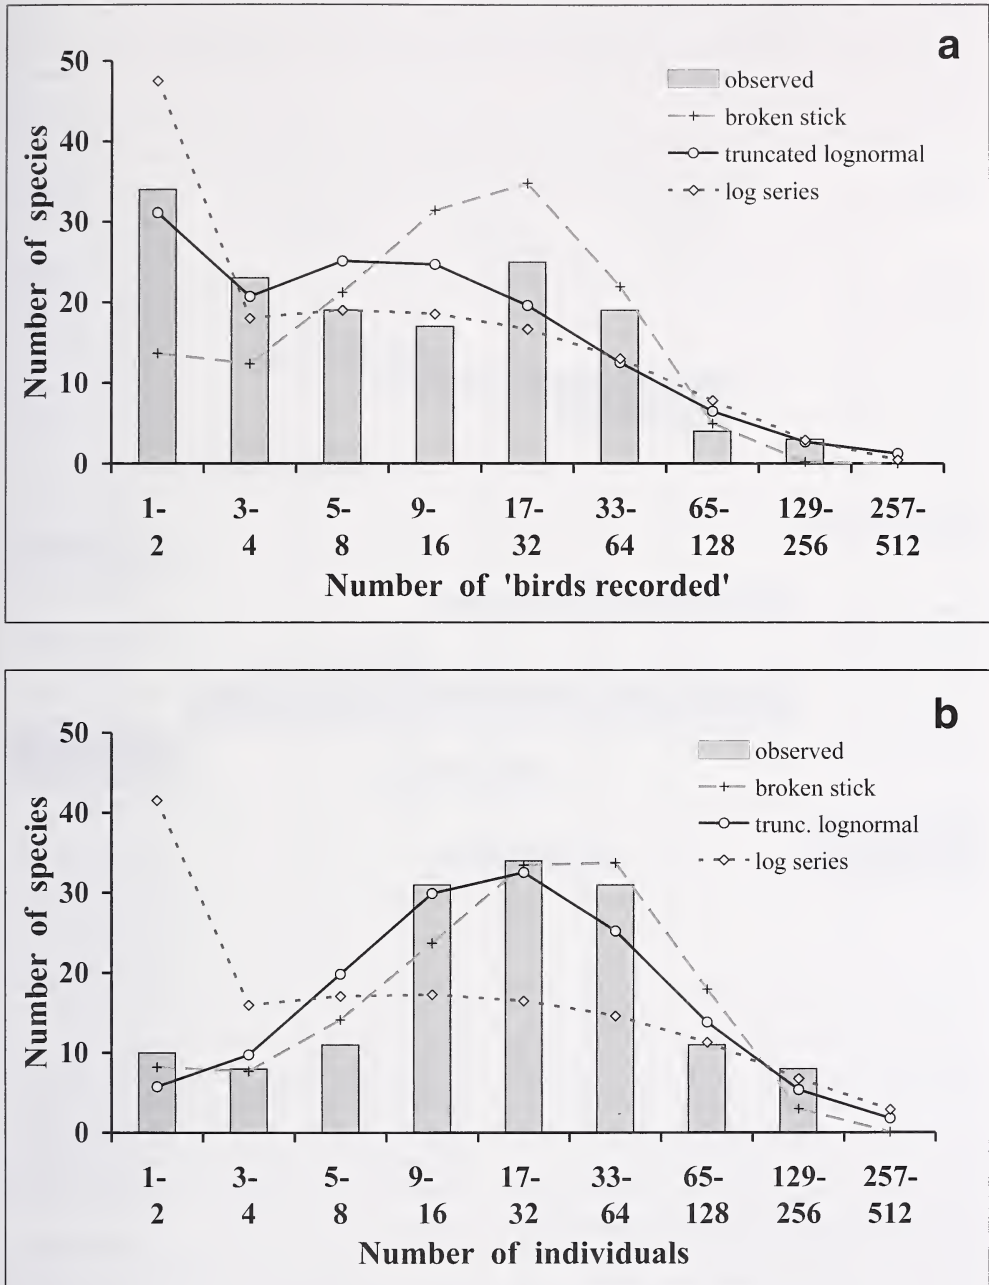 a
50
40
30
20
10
0
Number of species
observed
broken stick
truncated lognormal
log series
1- 3- 5- 9- 17- 33- 65- 129- 257-
2 4 8 16 32 64 128 256 512
Number of 'birds recorded'
b
50
40
30
20
10
0
Number of species
observed
broken stick
trunc. lognormal
log series
1- 3- 5- 9- 17- 33- 65- 129- 257-
2 4 8 16 32 64 128 256 512
Number of individuals